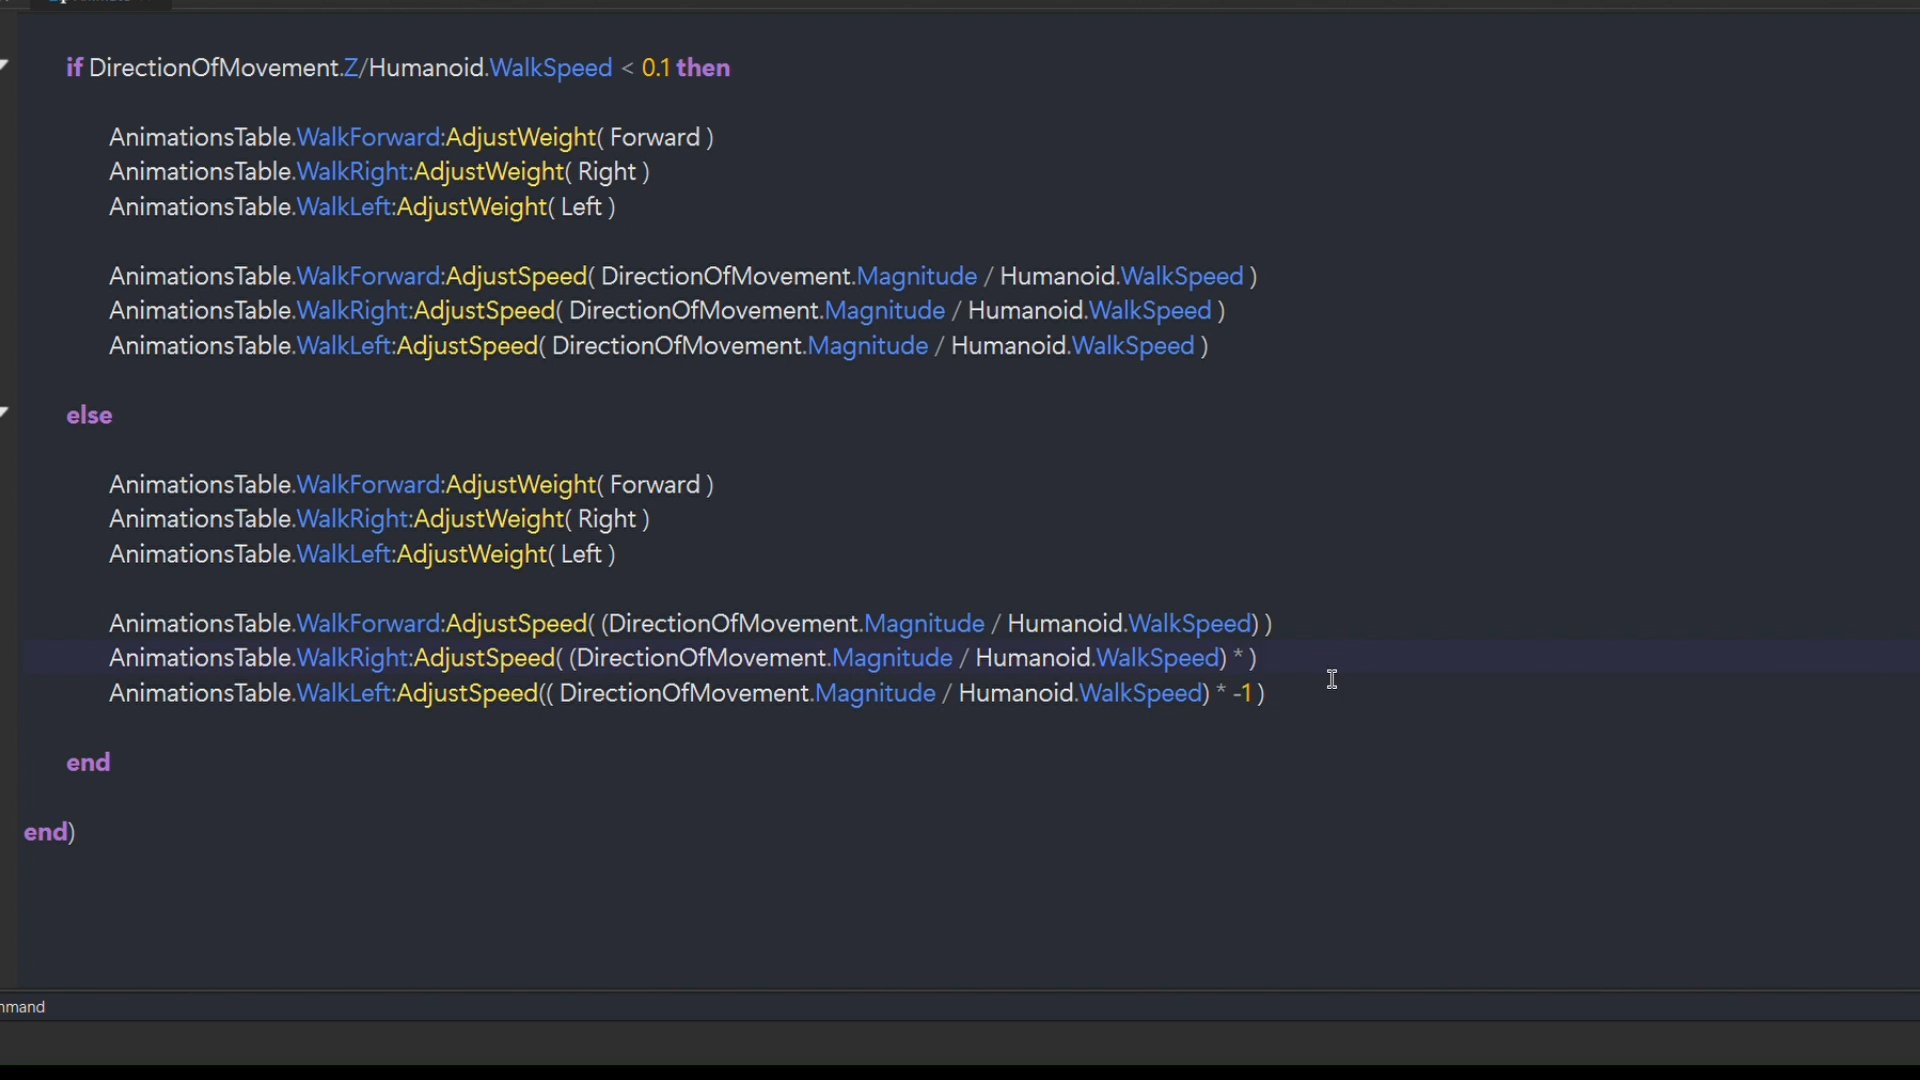 if DirectionOfMovement.Z/Humanoid.WalkSpeed < 0.1 then
AnimationsTable.WalkForward:AdjustWeight( Forward )
AnimationsTable.WalkRight:AdjustWeight( Right )
AnimationsTable.WalkLeft:AdjustWeight( Left )
AnimationsTable.WalkForward:AdjustSpeed( DirectionOfMovement.Magnitude / Humanoid.WalkSpeed )
AnimationsTable.WalkRight:AdjustSpeed( DirectionOfMovement.Magnitude / Humanoid.WalkSpeed )
AnimationsTable.WalkLeft:AdjustSpeed( DirectionOfMovement.Magnitude / Humanoid.WalkSpeed )
else
AnimationsTable.WalkForward:AdjustWeight( Forward )
AnimationsTable.WalkRight:AdjustWeight( Right )
AnimationsTable.WalkLeft:AdjustWeight( Left )
AnimationsTable.WalkForward:AdjustSpeed( (DirectionOfMovement.Magnitude / Humanoid.WalkSpeed) )
AnimationsTable.WalkRight:AdjustSpeed( (DirectionOfMovement.Magnitude / Humanoid.WalkSpeed) * )
AnimationsTable.WalkLeft:AdjustSpeed(( DirectionOfMovement.Magnitude / Humanoid.WalkSpeed) * -1 )
end
end)
mmand